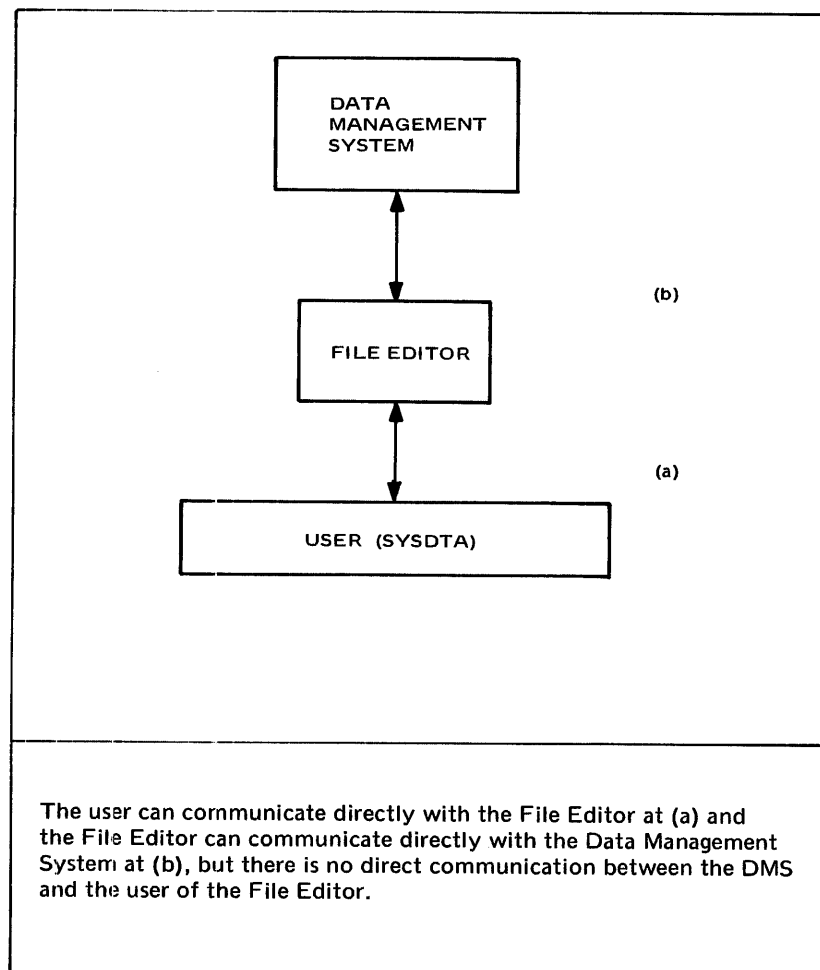 DATA
MANAGEMENT
SYSTEM
(b)
FILE EDITOR
(a)
USER (SYSDTA)
The user can communicate directly with the File Editor at (a) and
the File Editor can communicate directly with the Data Management
System at (b), but there is no direct communication between the DMS
and the user of the File Editor.